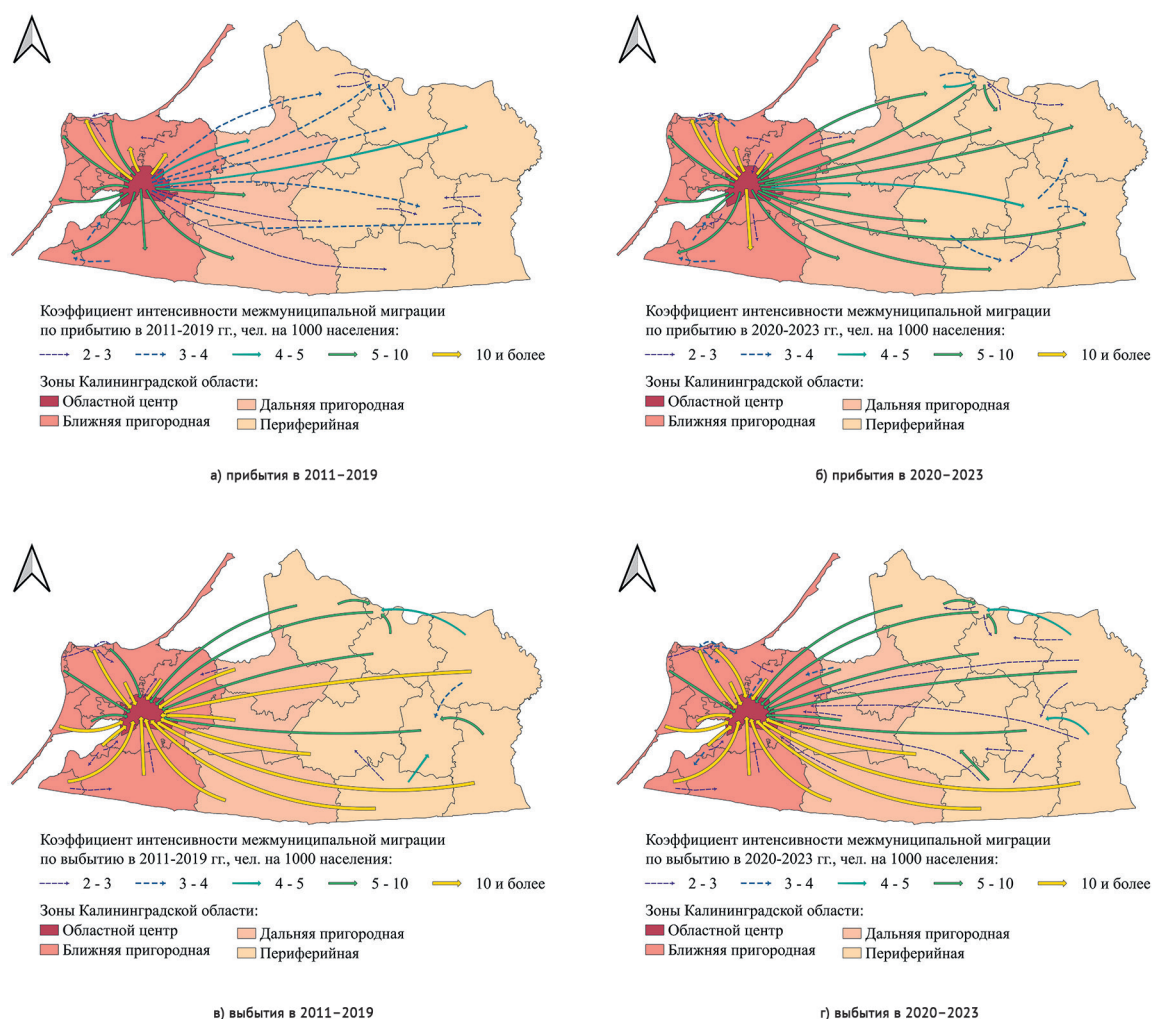 Коэффициент интенсивности межмуниципальной миграции
по прибытию в 2011-2019 гг., чел. на 1000 населения:
2 - 3 3 - 4 4 - 5 5 - 10 10 и более
Зоны Калининградской области:
Областной центр Дальняя пригородная
Ближняя пригородная Периферийная
а) прибытия в 2011–2019
Коэффициент интенсивности межмуниципальной миграции
по прибытию в 2020-2023 гг., чел. на 1000 населения:
2 - 3 3 - 4 4 - 5 5 - 10 10 и более
Зоны Калининградской области:
Областной центр Дальняя пригородная
Ближняя пригородная Периферийная
б) прибытия в 2020–2023
Коэффициент интенсивности межмуниципальной миграции
по выбытию в 2011-2019 гг., чел. на 1000 населения:
2 - 3 3 - 4 4 - 5 5 - 10 10 и более
Зоны Калининградской области:
Областной центр Дальняя пригородная
Ближняя пригородная Периферийная
в) выбытия в 2011–2019
Коэффициент интенсивности межмуниципальной миграции
по выбытию в 2020-2023 гг., чел. на 1000 населения:
2 - 3 3 - 4 4 - 5 5 - 10 10 и более
Зоны Калининградской области:
Областной центр Дальняя пригородная
Ближняя пригородная Периферийная
г) выбытия в 2020–2023